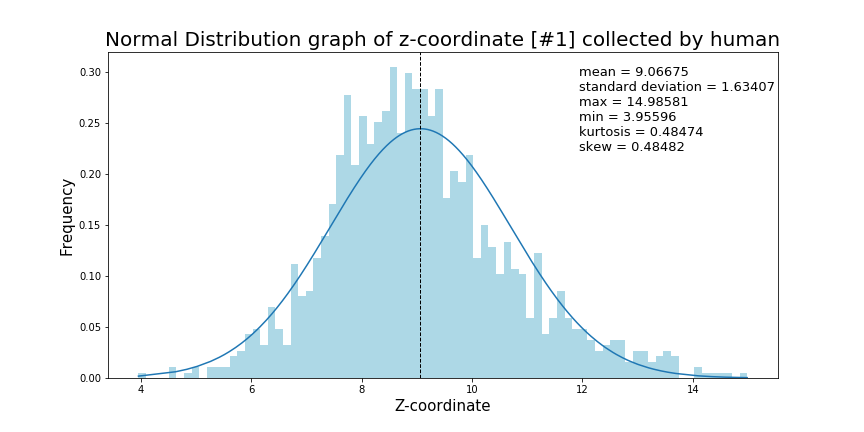 Normal Distribution graph of z-coordinate [#1] collected by human
mean = 9.06675
standard deviation = 1.63407
max = 14.98581
min = 3.95596
kurtosis = 0.48474
skew = 0.48482
Frequency
0.30
0.25
0.20
0.15
0.10
0.05
0.00
4
6
8
10
12
14
Z-coordinate